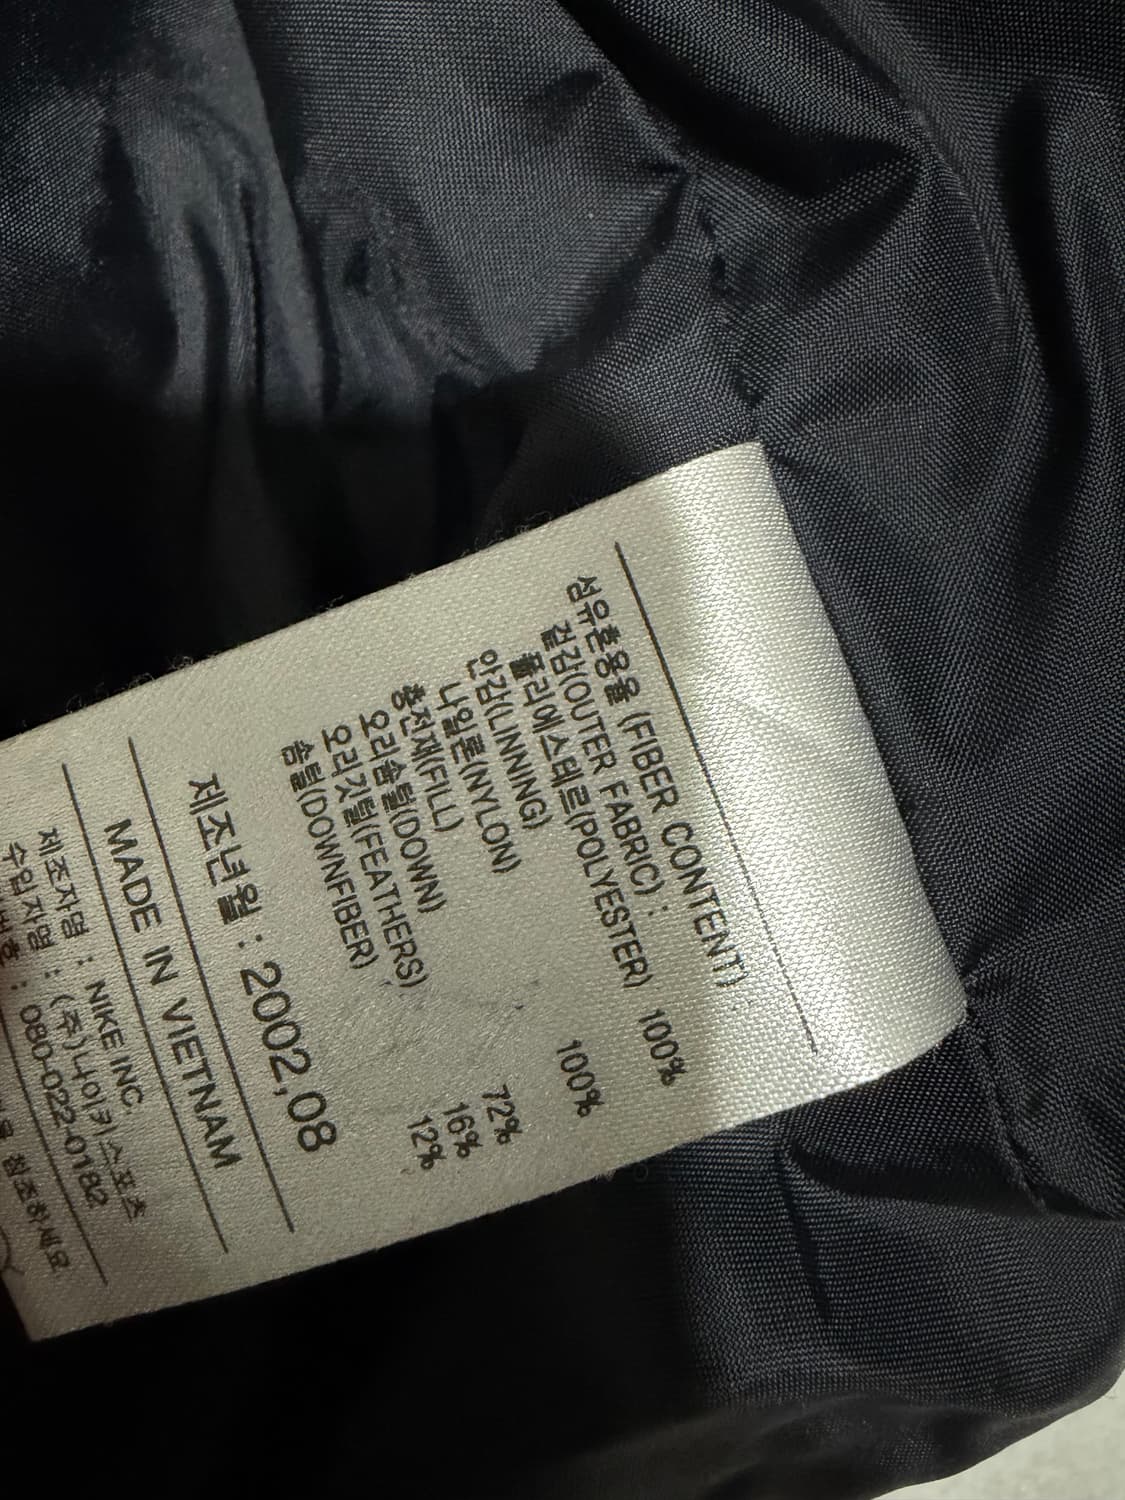 섬유혼용율 (FIBER CONTENT)
겉감(OUTER FABRIC) :
폴리에스테르(POLYESTER) 100%
안감(LINNING)
나일론(NYLON) 100%
충전재(FILL)
오리솜털(DOWN) 72%
오리깃털(FEATHERS) 16%
솜털(DOWNFIBER) 12%
제조년월 : 2002,08
MADE IN VIETNAM
제조자명 : NIKE INC.
수입자명 : (주)나이키스포츠
: 080-022-0182